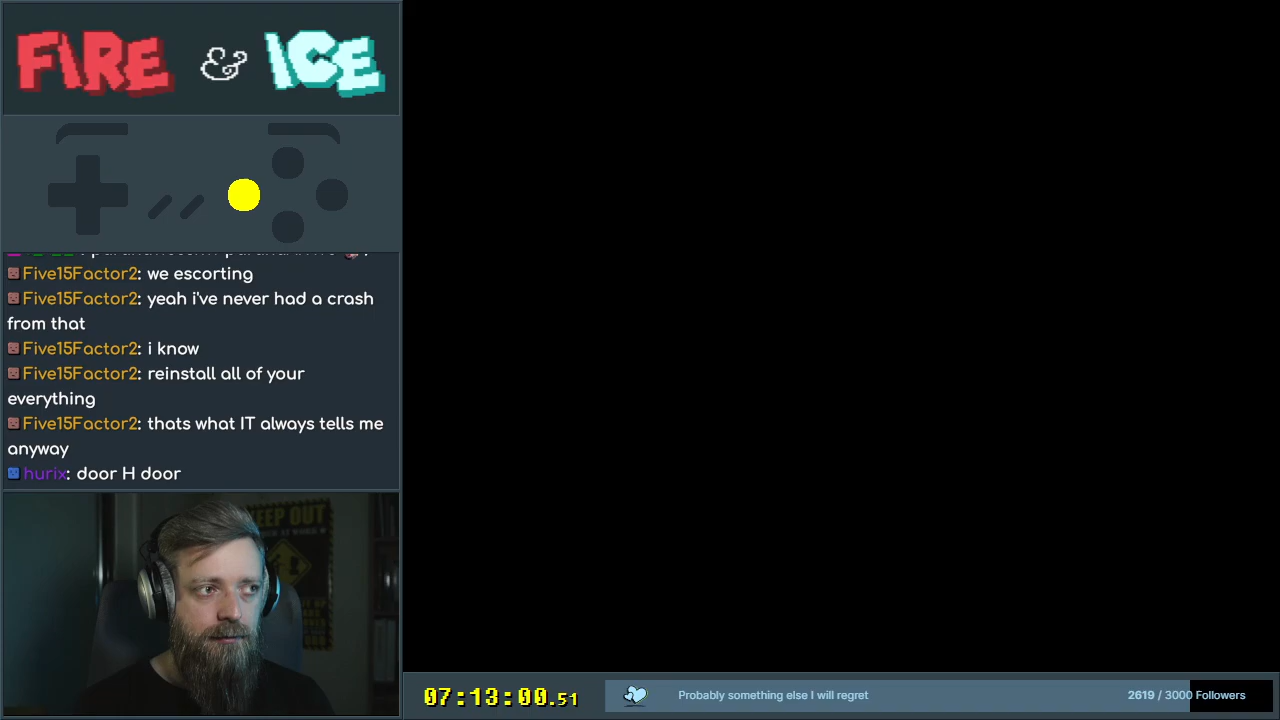 FIRE & ICE
Five15Factor2: we escorting
Five15Factor2: yeah i've never had a crash
from that
Five15Factor2: i know
Five15Factor2: reinstall all of your
everything
Five15Factor2: thats what IT always tells me
anyway
hurix: door H door
KEEP OUT
07:13:00.51
Probably something else I will regret
2619 / 3000 Followers